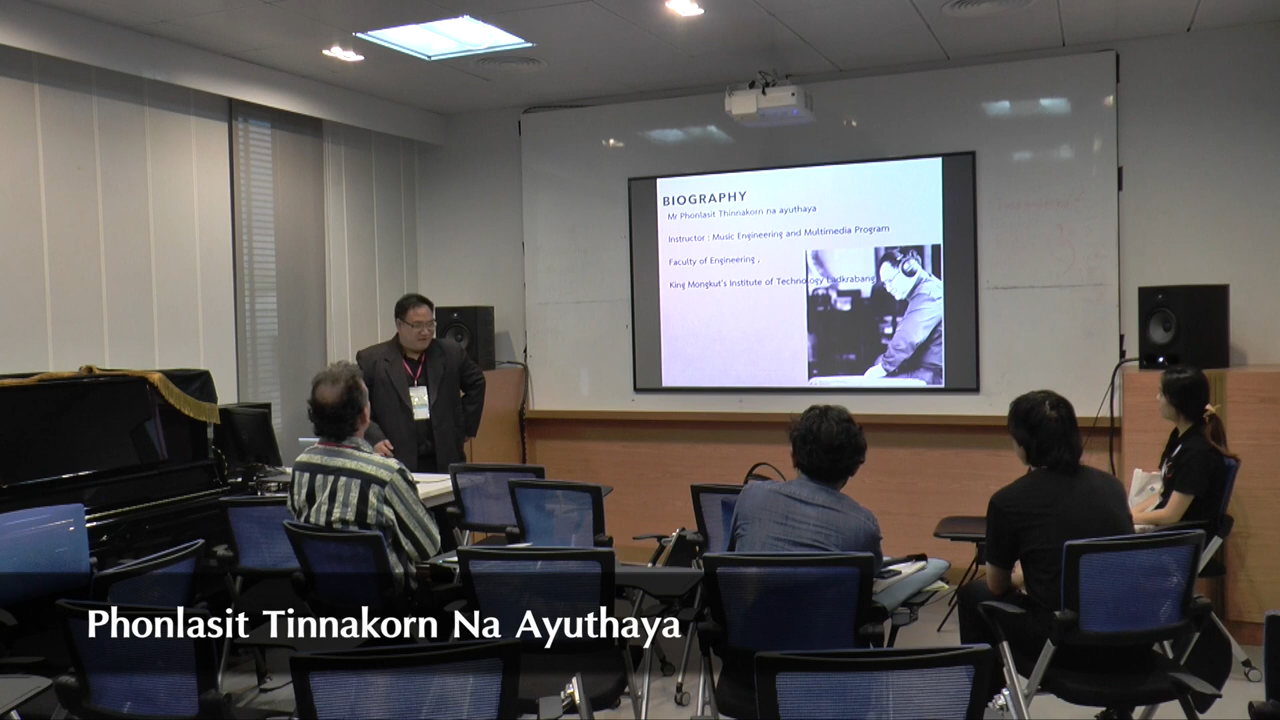 BIOGRAPHY
Mr Phonlasit Thinnakorn na ayuthaya
Instructor : Music Engineering and Multimedia Program
Faculty of Engineering ,
King Mongkut's Institute of Technology Ladkrabang
Phonlasit Tinnakorn Na Ayuthaya